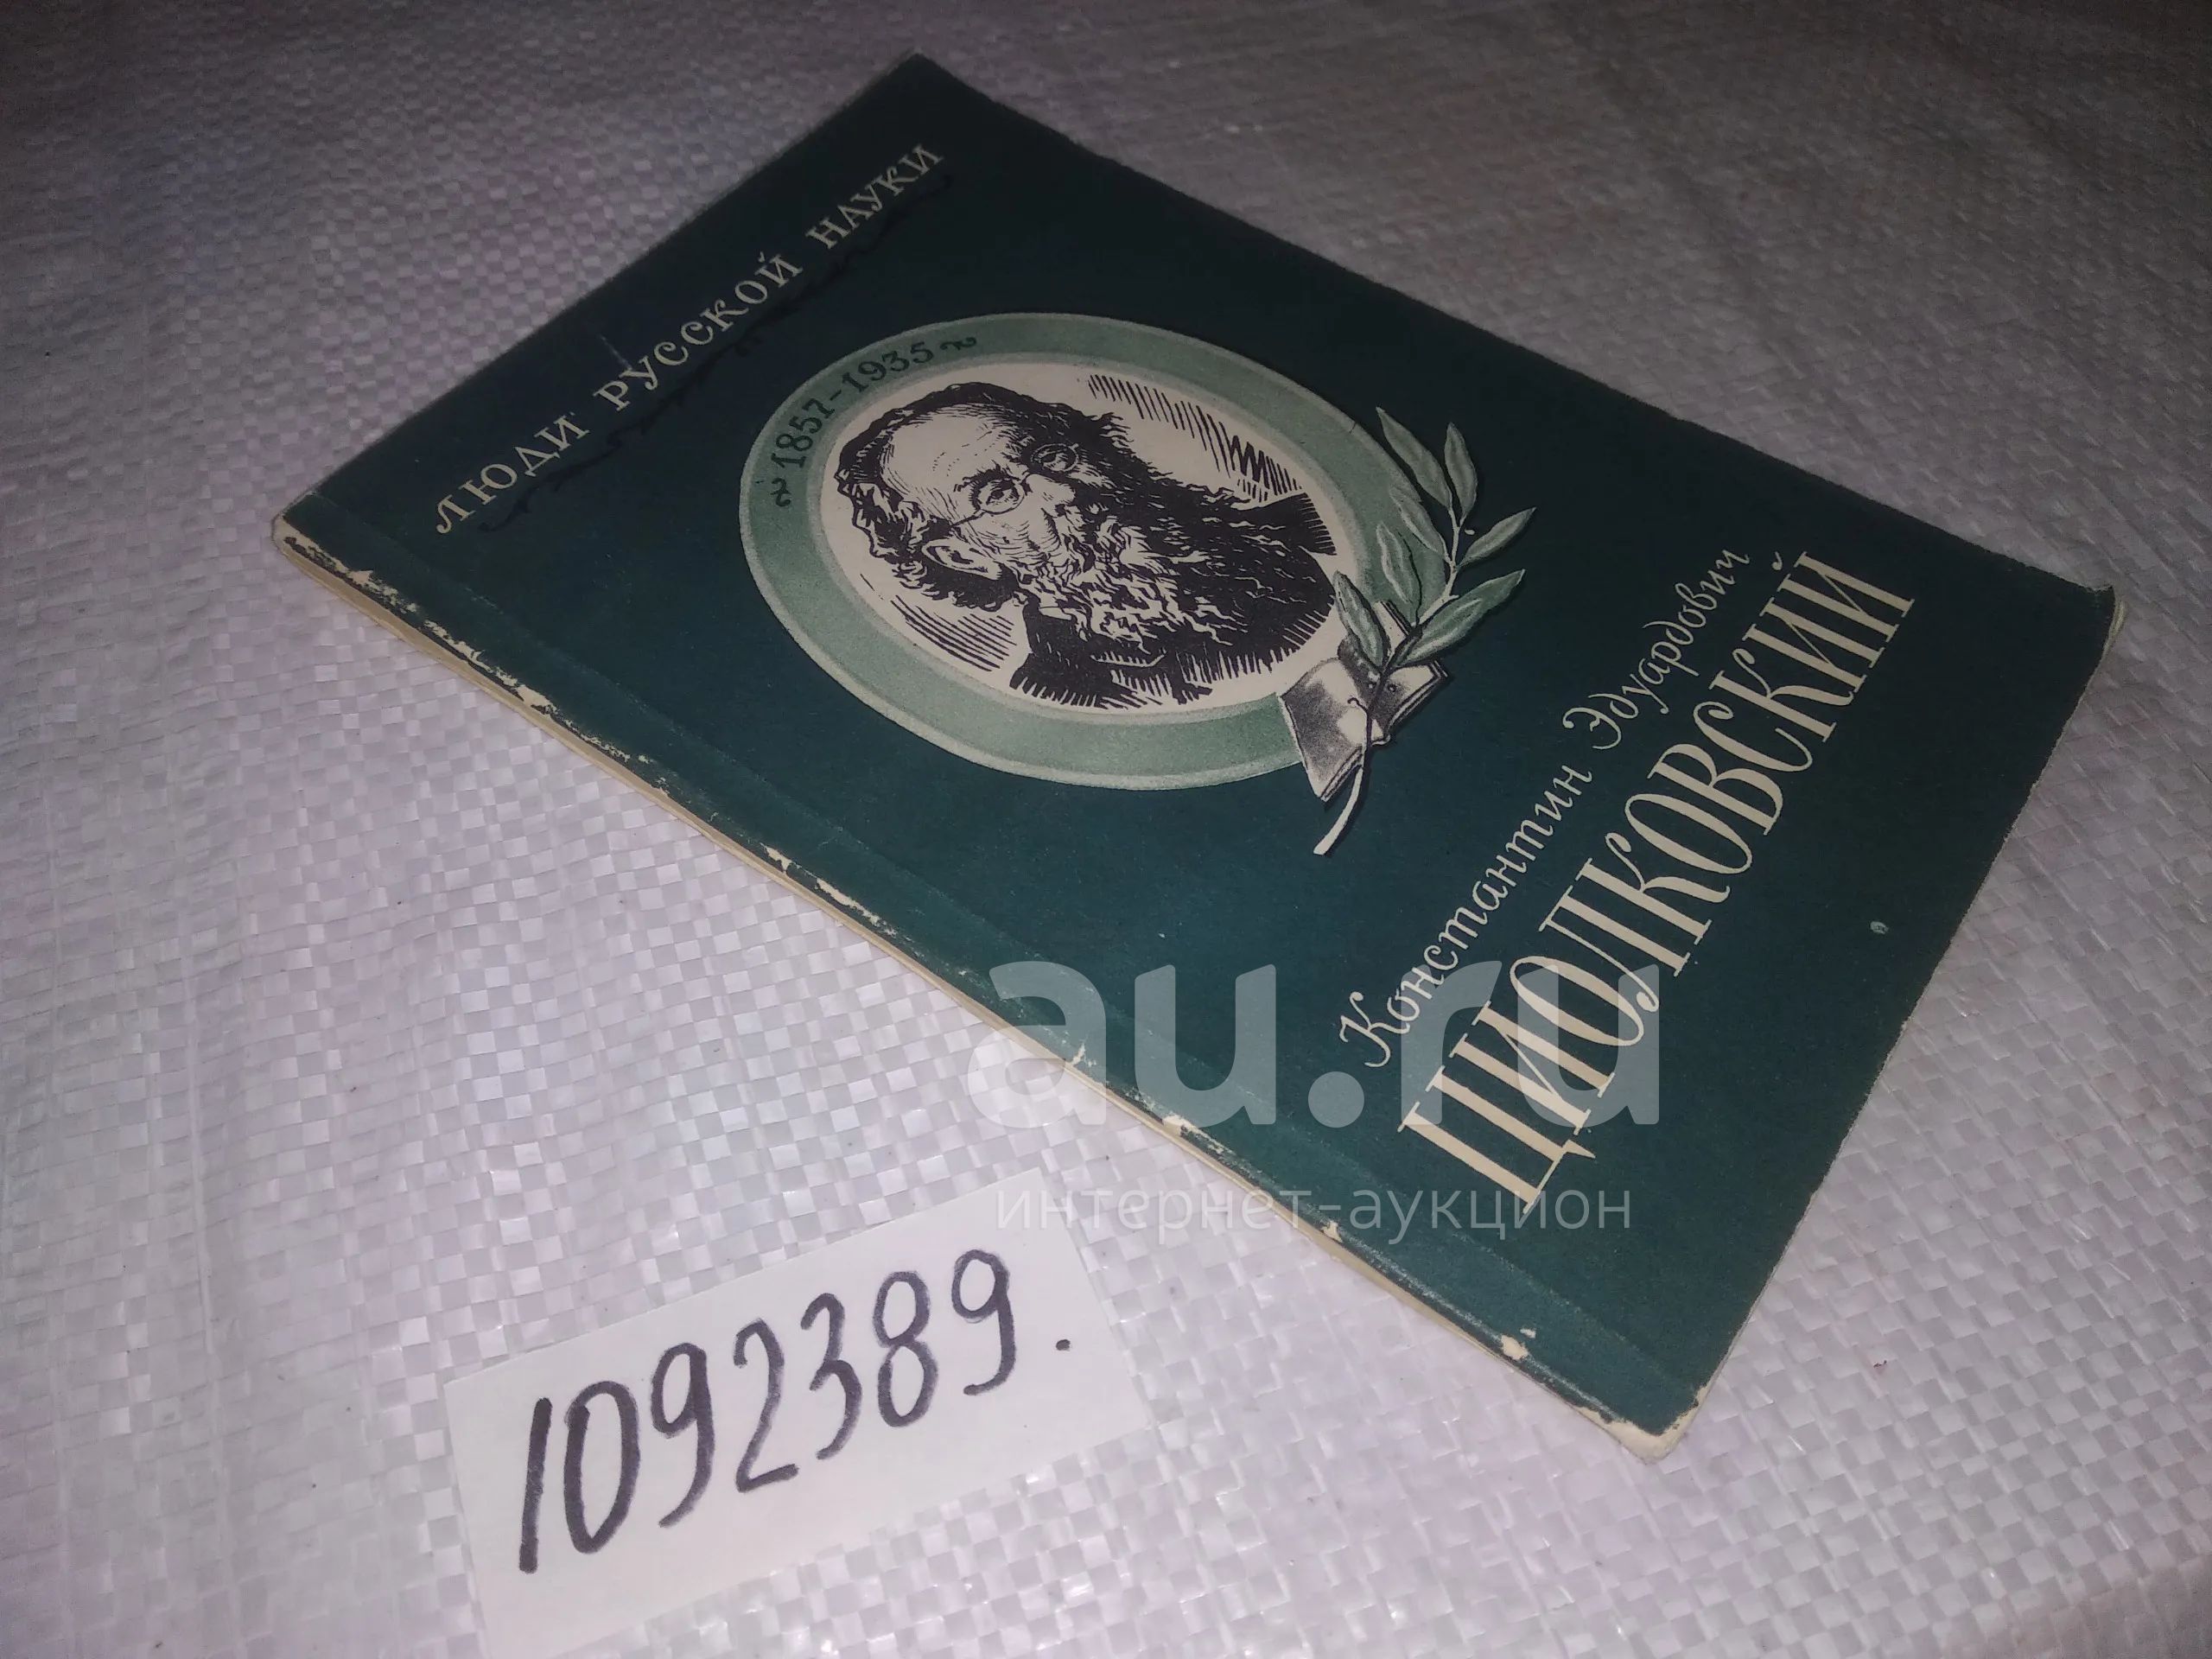 ЛЮДИ РУССКОЙ НАУКИ
~ 1857-1935 ~
Константин Эдуардович
ЦИОЛКОВСКИЙ
au.ru
интернет-аукцион
1092389.